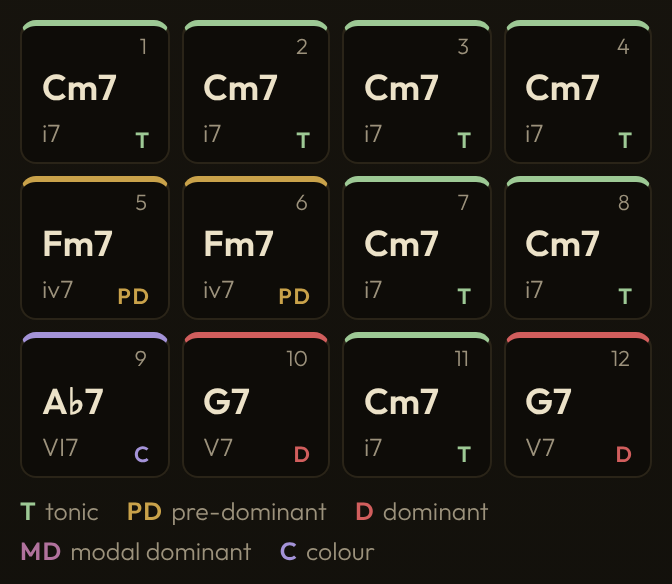 1 2 3 4
Cm7 Cm7 Cm7 Cm7
i7 T i7 T i7 T i7 T
5 6 7 8
Fm7 Fm7 Cm7 Cm7
iv7 PD iv7 PD i7 T i7 T
9 10 11 12
A♭7 G7 Cm7 G7
VI7 C V7 D i7 T V7 D
T tonic PD pre-dominant D dominant
MD modal dominant C colour